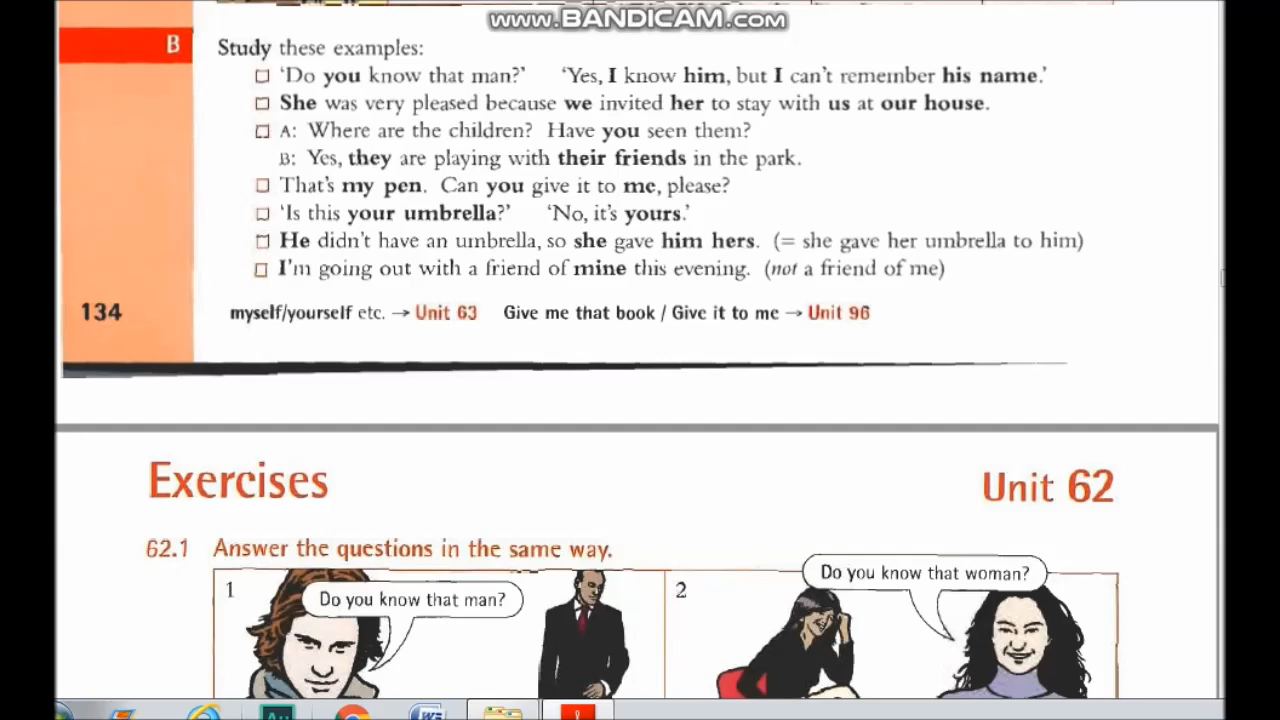 www.BANDICAM.com
B
Study these examples:
'Do you know that man?' 'Yes, I know him, but I can't remember his name.'
She was very pleased because we invited her to stay with us at our house.
A: Where are the children? Have you seen them?
B: Yes, they are playing with their friends in the park.
That's my pen. Can you give it to me, please?
'Is this your umbrella?' 'No, it's yours.'
He didn't have an umbrella, so she gave him hers. (= she gave her umbrella to him)
I'm going out with a friend of mine this evening. (not a friend of me)
134
myself/yourself etc. → Unit 63 Give me that book / Give it to me → Unit 96
Exercises
Unit 62
62.1 Answer the questions in the same way.
1
Do you know that man?
2
Do you know that woman?
Au
W